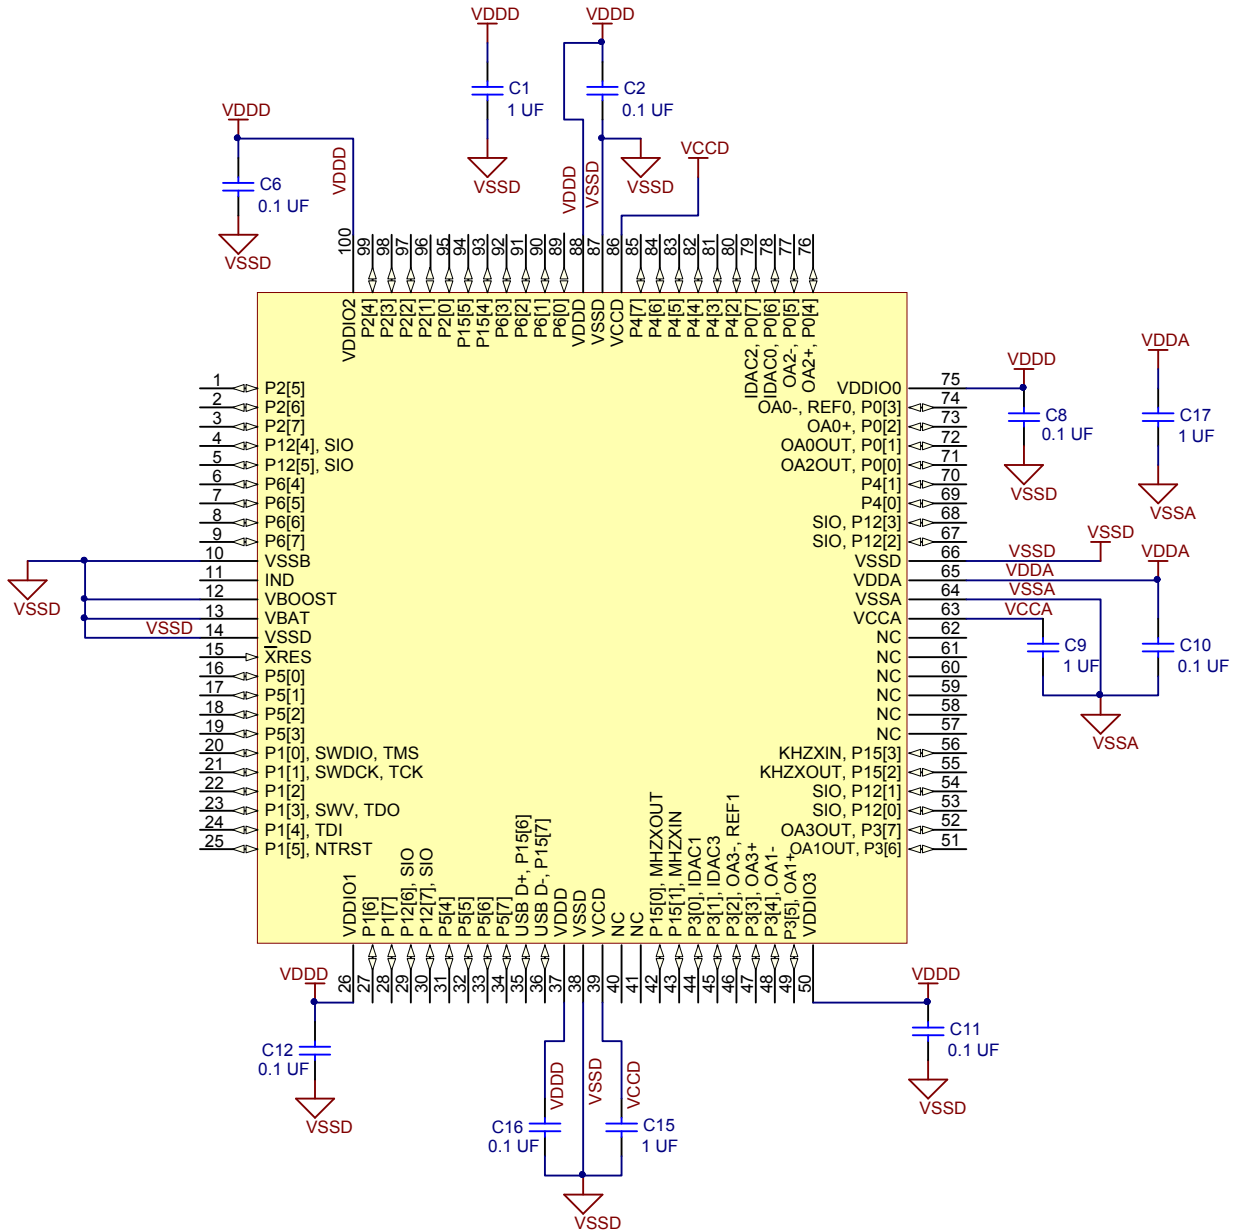 VDDD
VDDD
C1
1 UF
C2
0.1 UF
VDDD
VCCD
VSSD
VSSD
C6
0.1 UF
VDDD
VDDD
VSSD
VSSD
100
99
98
97
96
95
94
93
92
91
90
89
88
87
86
85
84
83
82
81
80
79
78
77
76
VDDIO2
P2[4]
P2[3]
P2[2]
P2[1]
P2[0]
P15[5]
P15[4]
P6[3]
P6[2]
P6[1]
P6[0]
VDDD
VSSD
VCCD
P4[7]
P4[6]
P4[5]
P4[4]
P4[3]
P4[2]
IDAC2, P0[7]
IDAC0, P0[6]
OA2-, P0[5]
OA2+, P0[4]
1 P2[5]
2 P2[6]
3 P2[7]
4 P12[4], SIO
5 P12[5], SIO
6 P6[4]
7 P6[5]
8 P6[6]
9 P6[7]
10 VSSB
11 IND
12 VBOOST
13 VBAT
14 VSSD
15 XRES
16 P5[0]
17 P5[1]
18 P5[2]
19 P5[3]
20 P1[0], SWDIO, TMS
21 P1[1], SWDCK, TCK
22 P1[2]
23 P1[3], SWV, TDO
24 P1[4], TDI
25 P1[5], NTRST
VSSD
VSSD
VDDIO0 75
OA0-, REF0, P0[3] 74
OA0+, P0[2] 73
OA0OUT, P0[1] 72
OA2OUT, P0[0] 71
P4[1] 70
P4[0] 69
SIO, P12[3] 68
SIO, P12[2] 67
VSSD 66
VDDA 65
VSSA 64
VCCA 63
NC 62
NC 61
NC 60
NC 59
NC 58
NC 57
KHZXIN, P15[3] 56
KHZXOUT, P15[2] 55
SIO, P12[1] 54
SIO, P12[0] 53
OA3OUT, P3[7] 52
OA1OUT, P3[6] 51
VDDD
C8
0.1 UF
VSSD
VDDA
C17
1 UF
VSSA
VSSD
VSSD
VDDA
VDDA
VSSA
VCCA
C9
1 UF
C10
0.1 UF
VSSA
VDDIO1
P1[6]
P1[7]
P12[6], SIO
P12[7], SIO
P5[4]
P5[5]
P5[6]
P5[7]
USB D+, P15[6]
USB D-, P15[7]
VDDD
VSSD
VCCD
NC
NC
P15[0], MHZXOUT
P15[1], MHZXIN
P3[0], IDAC1
P3[1], IDAC3
P3[2], OA3-, REF1
P3[3], OA3+
P3[4], OA1-
P3[5], OA1+
VDDIO3
26
27
28
29
30
31
32
33
34
35
36
37
38
39
40
41
42
43
44
45
46
47
48
49
50
VDDD
C12
0.1 UF
VSSD
VDDD
VSSD
VCCD
C16
0.1 UF
C15
1 UF
VSSD
VDDD
C11
0.1 UF
VSSD